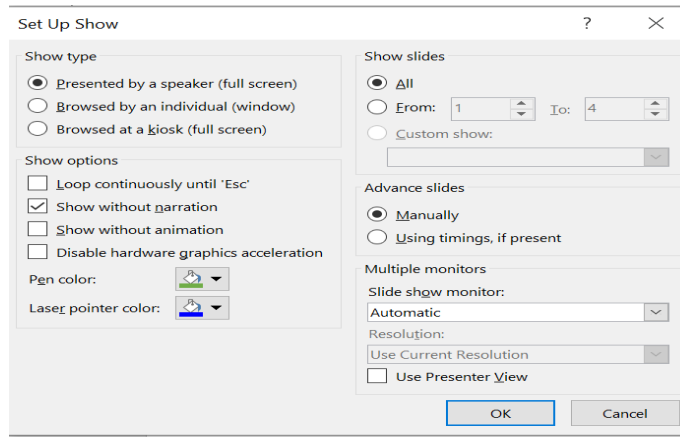 Set Up Show ?
Show type
Presented by a speaker (full screen)
Browsed by an individual (window)
Browsed at a kiosk (full screen)
Show options
Loop continuously until 'Esc'
Show without narration
Show without animation
Disable hardware graphics acceleration
Pen color:
Laser pointer color:
Show slides
All
From: 1 To: 4
Custom show:
Advance slides
Manually
Using timings, if present
Multiple monitors
Slide show monitor:
Automatic
Resolution:
Use Current Resolution
Use Presenter View
OK Cancel